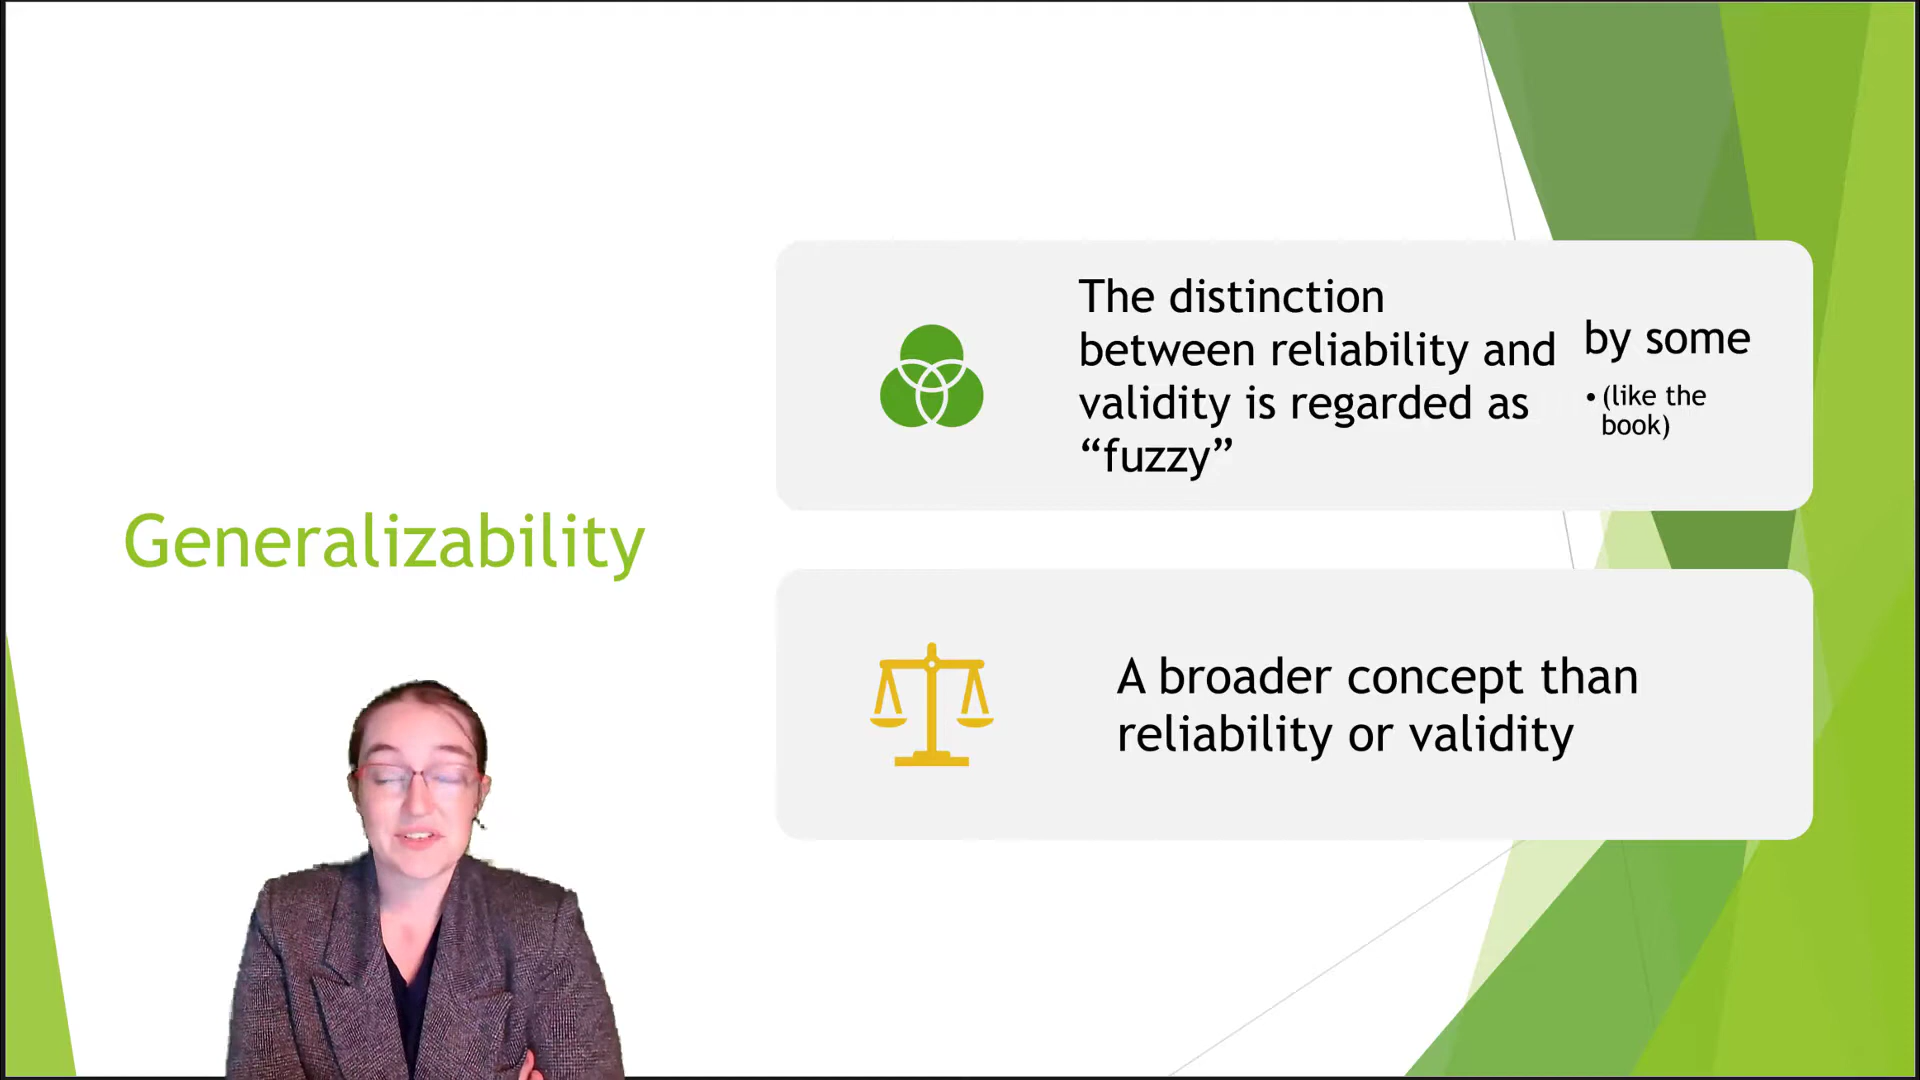 Generalizability
The distinction
between reliability and
validity is regarded as
“fuzzy”
by some
• (like the
book)
A broader concept than
reliability or validity